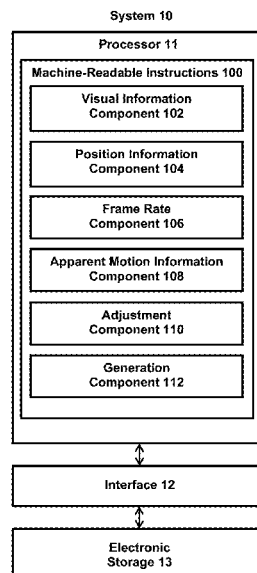 System 10
Processor 11
Machine-Readable Instructions 100
Visual Information
Component 102
Position Information
Component 104
Frame Rate
Component 106
Apparent Motion Information
Component 108
Adjustment
Component 110
Generation
Component 112
Interface 12
Electronic
Storage 13